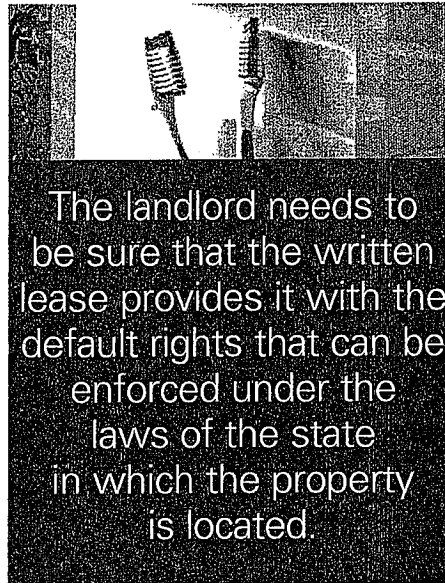 The landlord needs to
be sure that the written
lease provides it with the
default rights that can be
enforced under the
laws of the state
in which the property
is located.